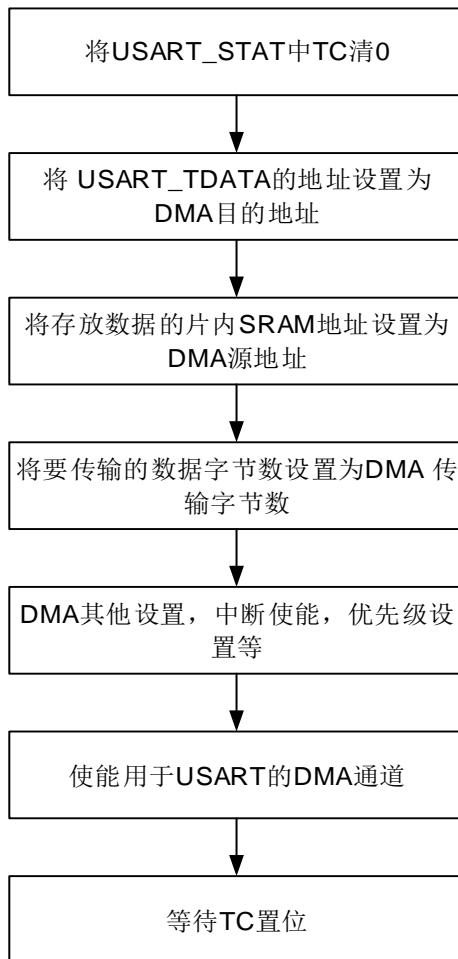 将USART_STAT中TC清0
将 USART_TDATA的地址设置为
DMA目的地址
将存放数据的片内SRAM地址设置为
DMA源地址
将要传输的数据字节数设置为DMA 传
输字节数
DMA其他设置，中断使能，优先级设
置等
使能用于USART的DMA通道
等待TC置位